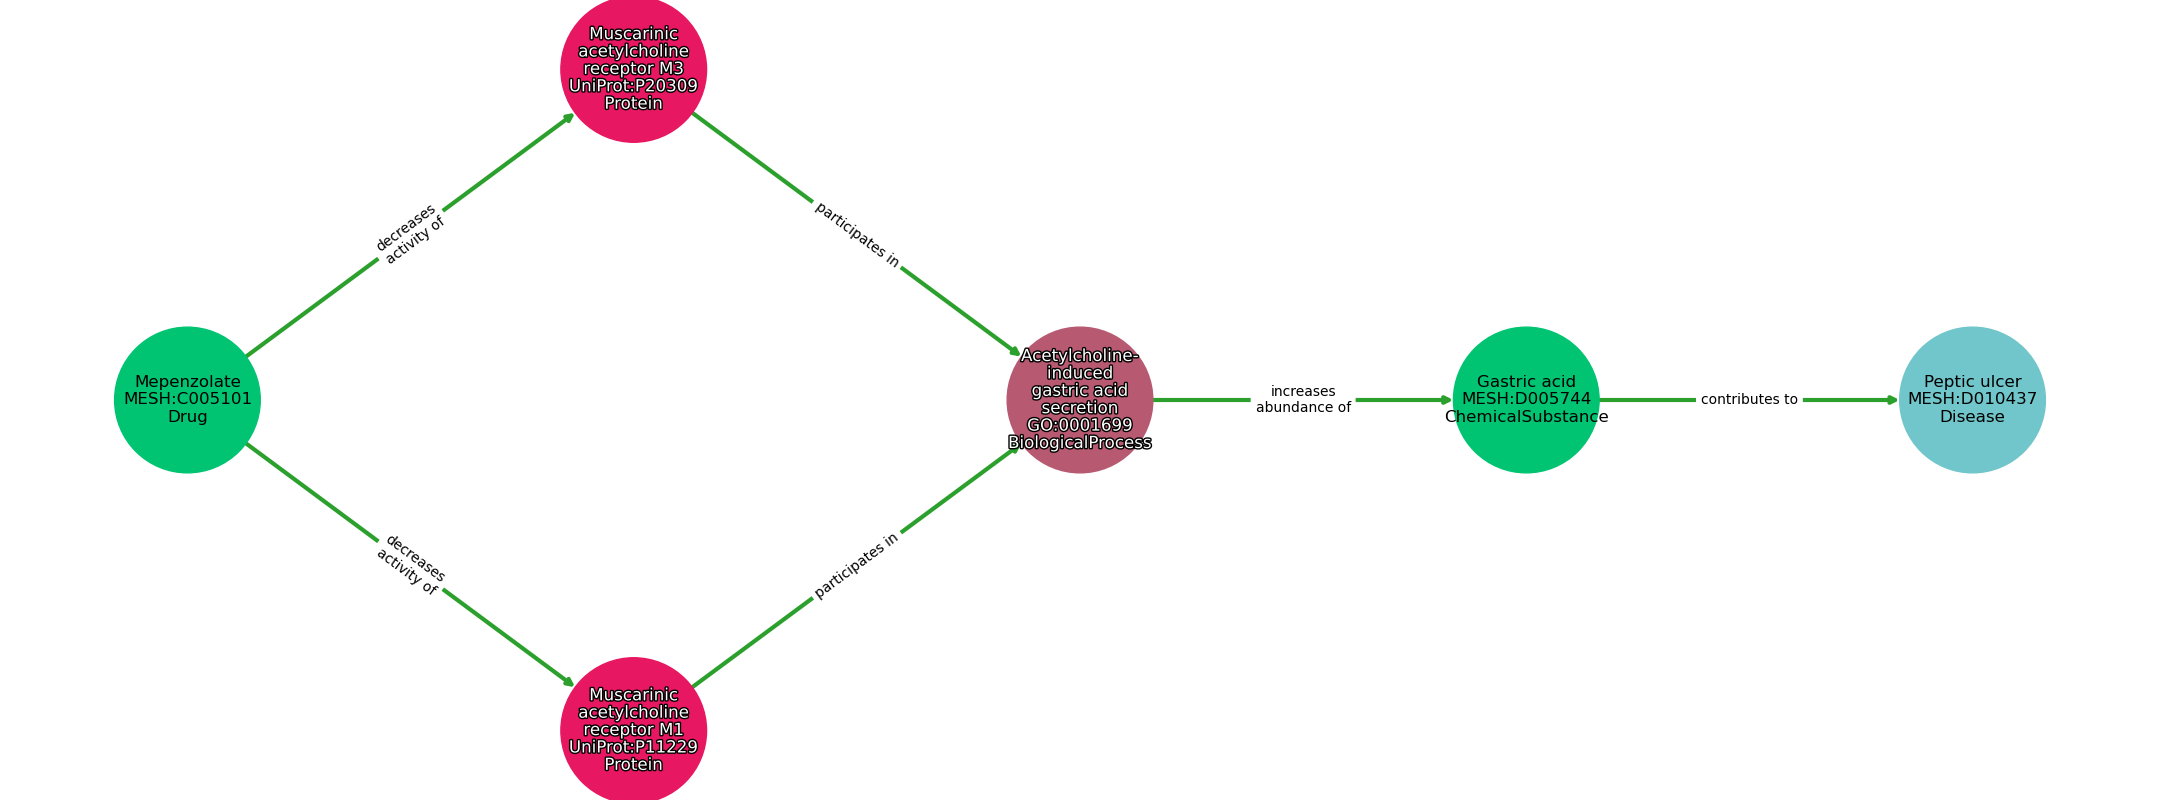 Muscarinic
acetylcholine
receptor M3
UniProt:P20309
Protein
decreases
activity of
participates in
Mepenzolate
MESH:C005101
Drug
Acetylcholine-
induced
gastric acid
secretion
GO:0001699
BiologicalProcess
increases
abundance of
Gastric acid
MESH:D005744
ChemicalSubstance
contributes to
Peptic ulcer
MESH:D010437
Disease
decreases
activity of
participates in
Muscarinic
acetylcholine
receptor M1
UniProt:P11229
Protein